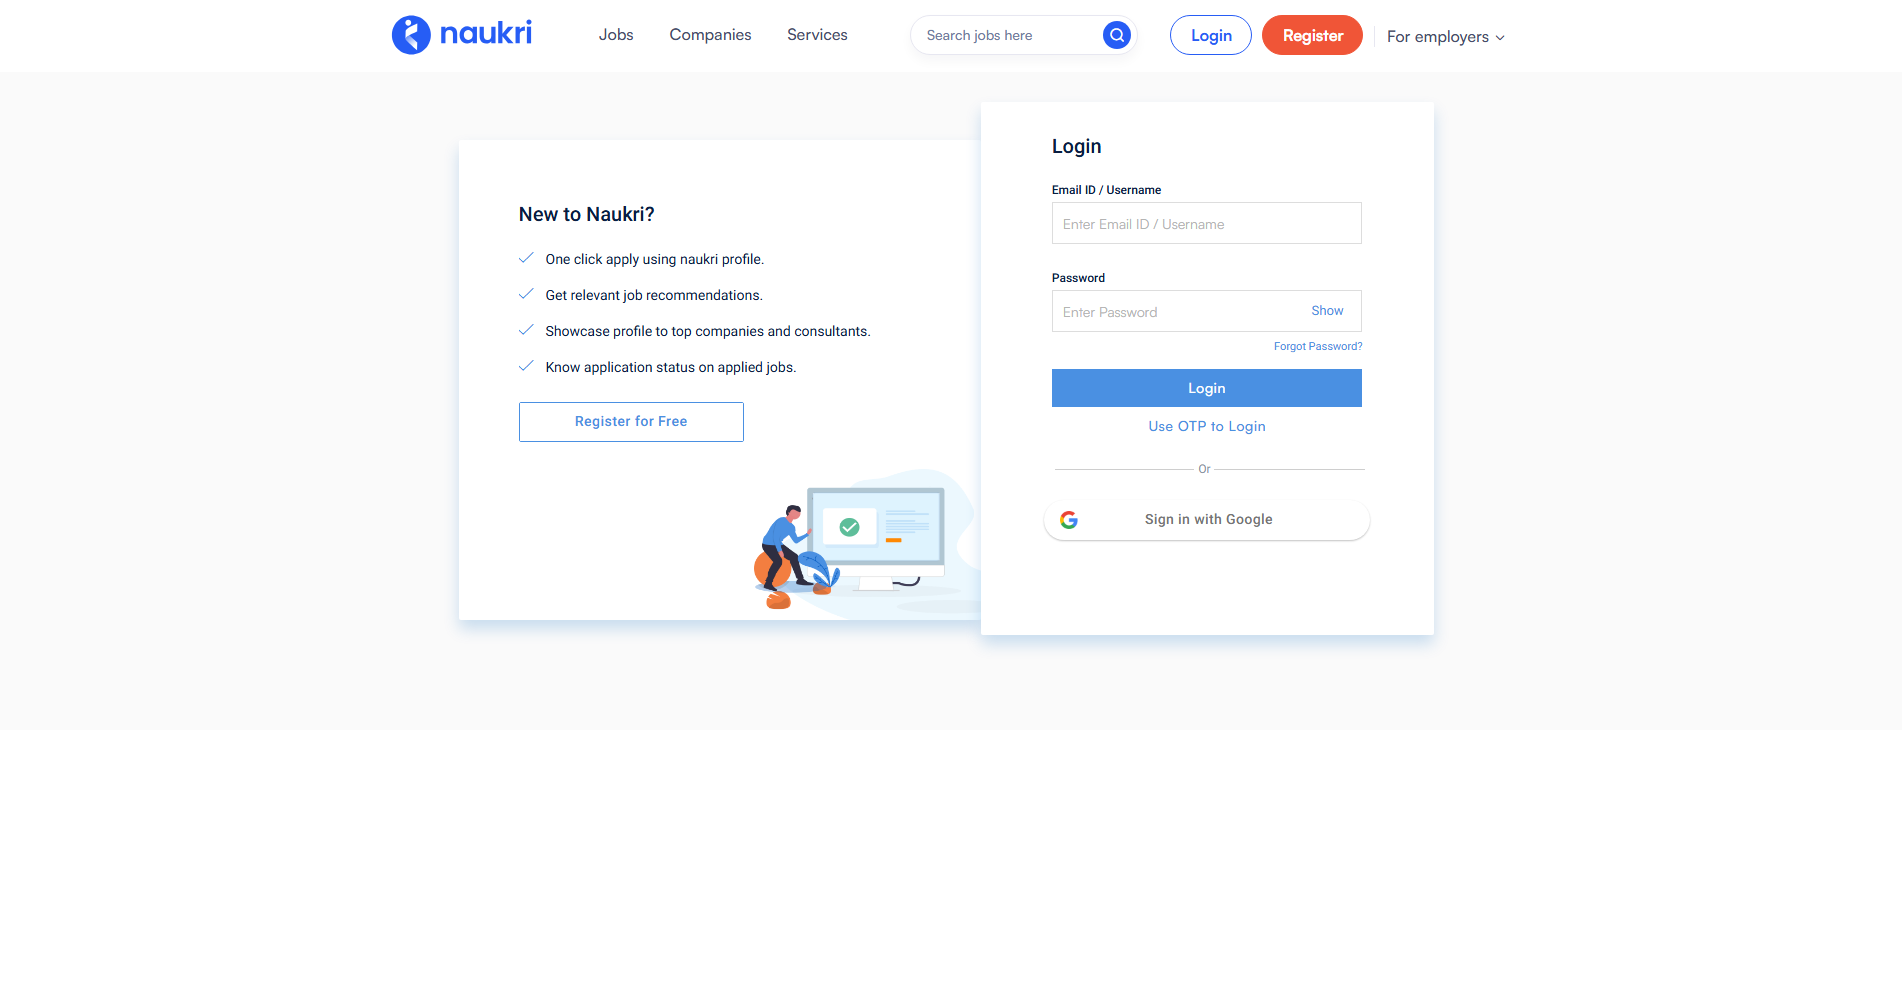 naukri
Jobs
Companies
Services
Search jobs here
Login
Register
For employers
New to Naukri?
One click apply using naukri profile.
Get relevant job recommendations.
Showcase profile to top companies and consultants.
Know application status on applied jobs.
Register for Free
Login
Email ID / Username
Enter Email ID / Username
Password
Enter Password
Show
Forgot Password?
Login
Use OTP to Login
Or
Sign in with Google